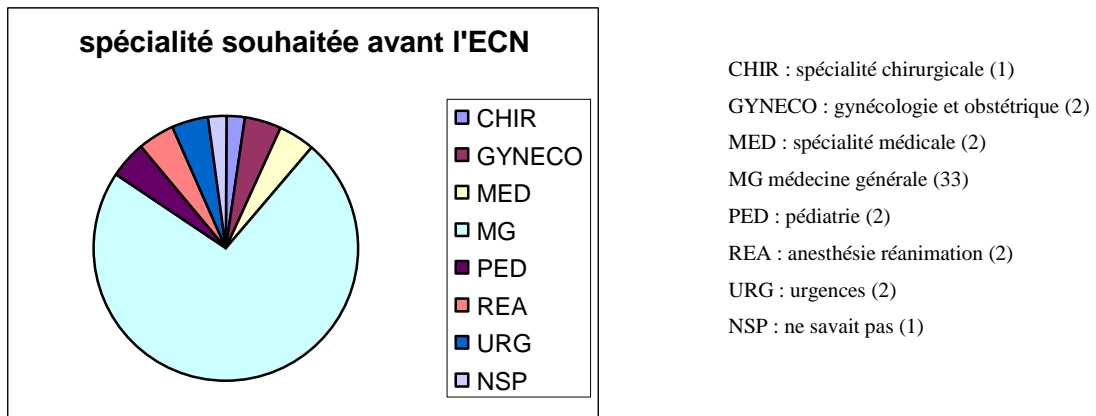 spécialité souhaitée avant l'ECN
CHIR
GYNECO
MED
MG
PED
REA
URG
NSP
CHIR : spécialité chirurgicale (1)
GYNECO : gynécologie et obstétrique (2)
MED : spécialité médicale (2)
MG médecine générale (33)
PED : pédiatrie (2)
REA : anesthésie réanimation (2)
URG : urgences (2)
NSP : ne savait pas (1)